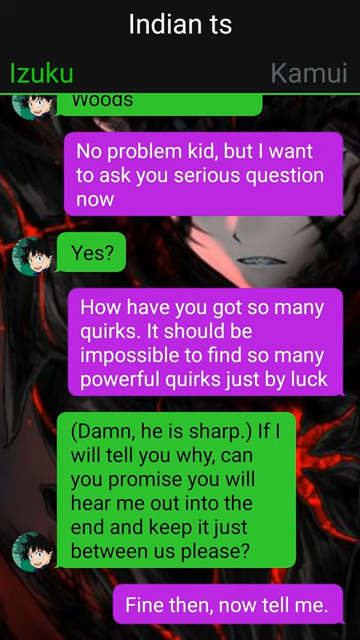 Indian ts
Izuku
Kamui
Woods
No problem kid, but I want
to ask you serious question
now
Yes?
How have you got so many
quirks. It should be
impossible to find so many
powerful quirks just by luck
(Damn, he is sharp.) If I
will tell you why, can
you promise you will
hear me out into the
end and keep it just
between us please?
Fine then, now tell me.